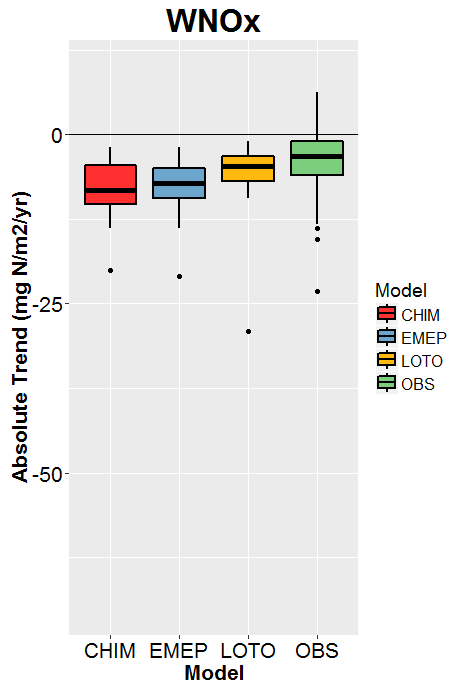 WNOx
Absolute Trend (mg N/m2/yr)
0
-25
-50
CHIM EMEP LOTO OBS
Model
Model
CHIM
EMEP
LOTO
OBS